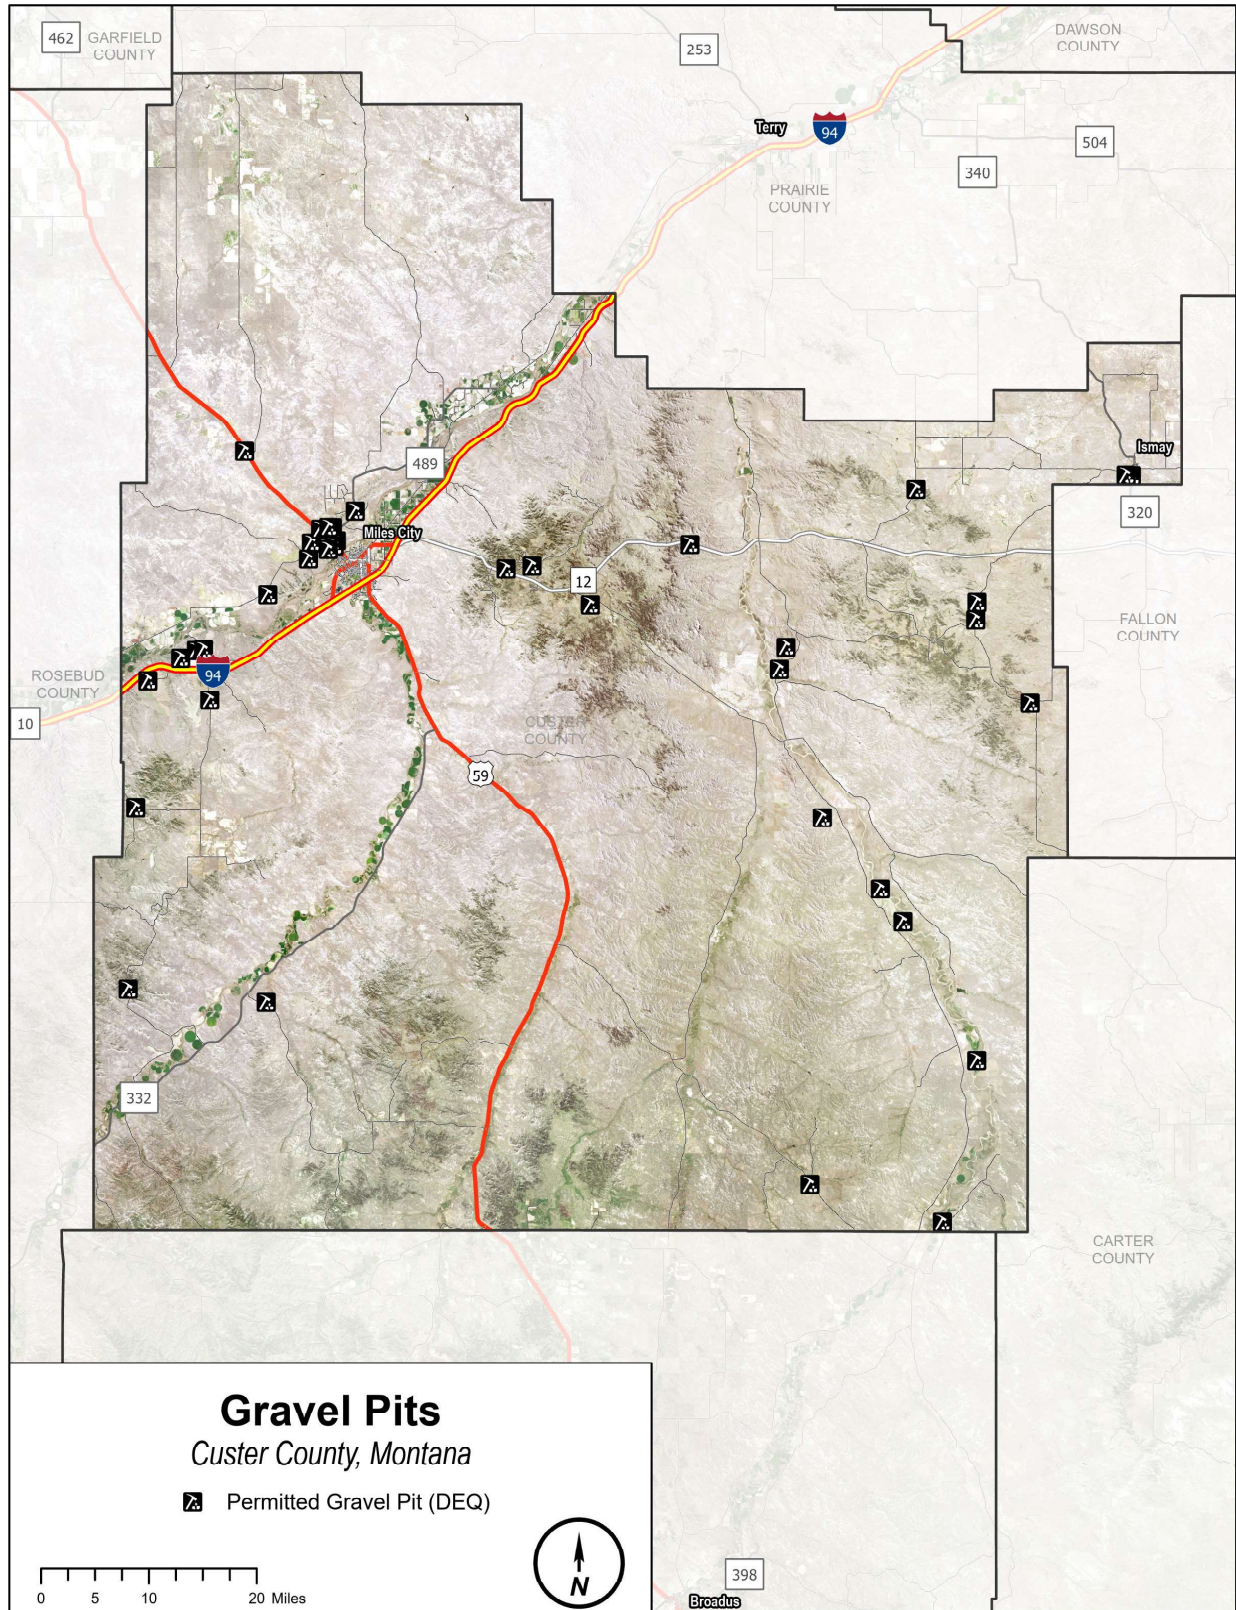 462
GARFIELD
COUNTY
253
DAWSON
COUNTY
Terry
94
504
340
PRAIRIE
COUNTY
489
Ismay
320
Miles City
12
FALLON
COUNTY
ROSEBUD
COUNTY
94
10
CUSTER
COUNTY
59
332
CARTER
COUNTY
Gravel Pits
Custer County, Montana
Permitted Gravel Pit (DEQ)
N
0 5 10 20 Miles
398
Broadus